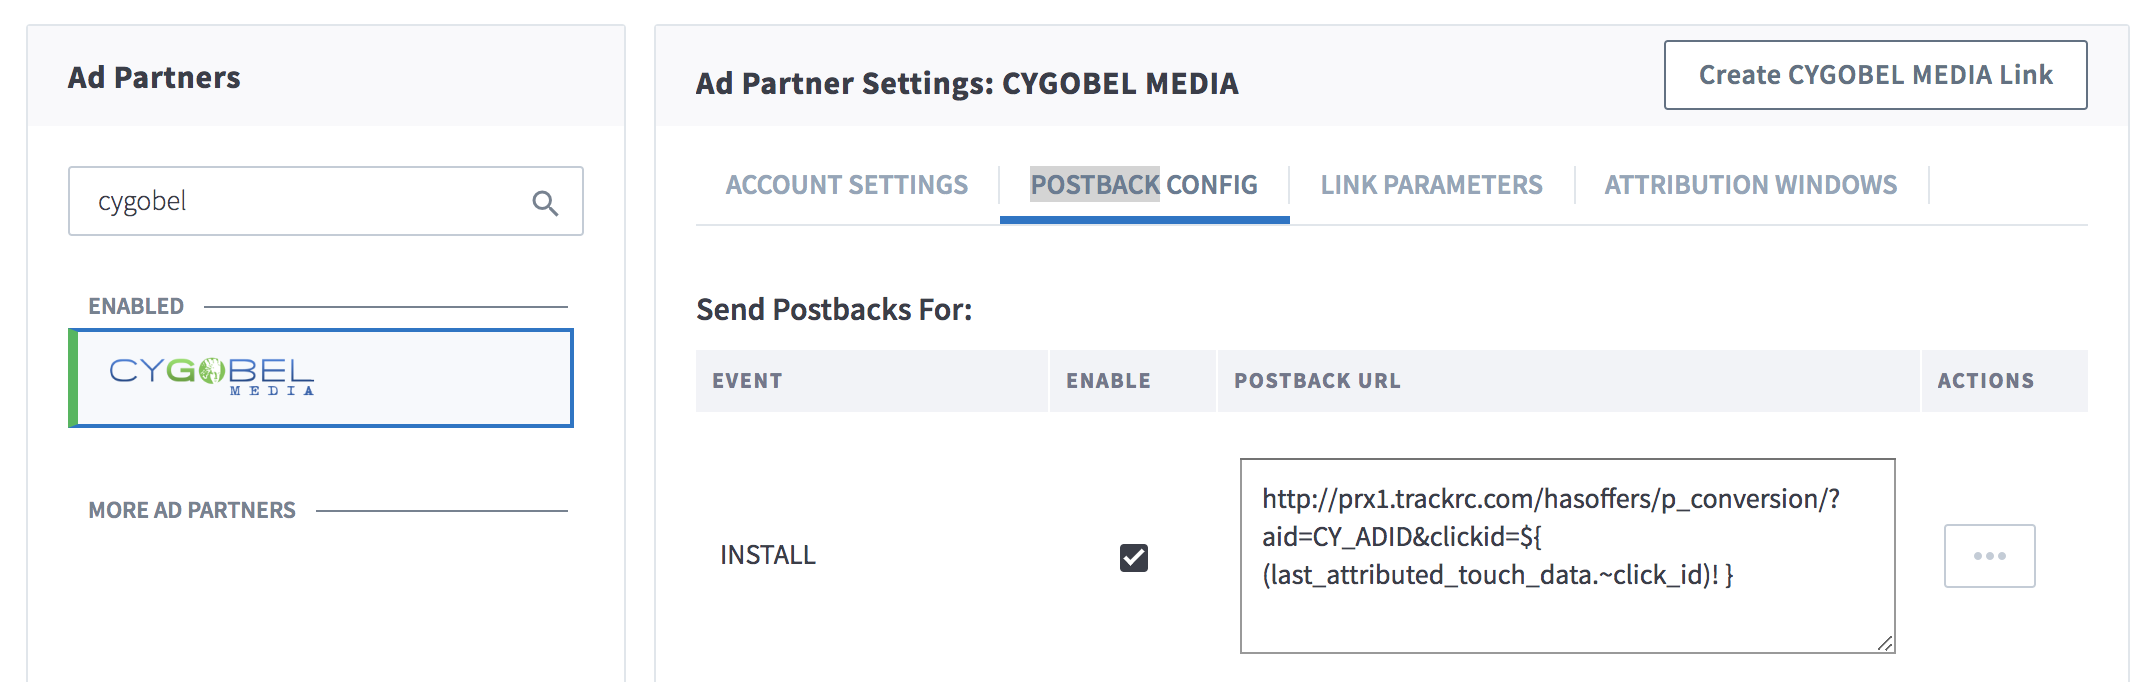 Ad Partners
cygobel
ENABLED
CYGOBEL
MEDIA
MORE AD PARTNERS
Ad Partner Settings: CYGOBEL MEDIA
Create CYGOBEL MEDIA Link
ACCOUNT SETTINGS
POSTBACK CONFIG
LINK PARAMETERS
ATTRIBUTION WINDOWS
Send Postbacks For:
EVENT
ENABLE
POSTBACK URL
ACTIONS
INSTALL
http://prx1.trackrc.com/hasoffers/p_conversion/?
aid=CY_ADID&clickid=${
(last_attributed_touch_data.~click_id)! }